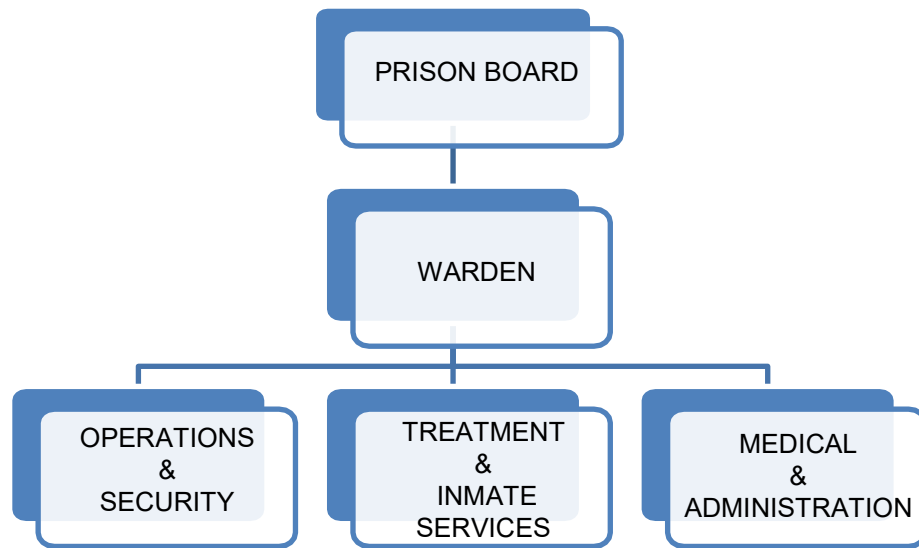 PRISON BOARD
WARDEN
OPERATIONS
&
SECURITY
TREATMENT
&
INMATE
SERVICES
MEDICAL
&
ADMINISTRATION